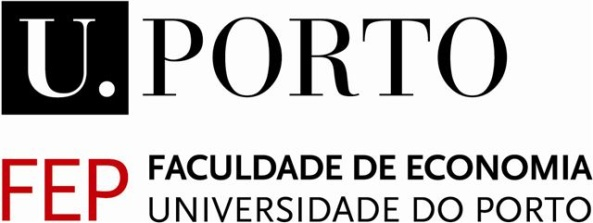 U.PORTO
FEP FACULDADE DE ECONOMIA
UNIVERSIDADE DO PORTO